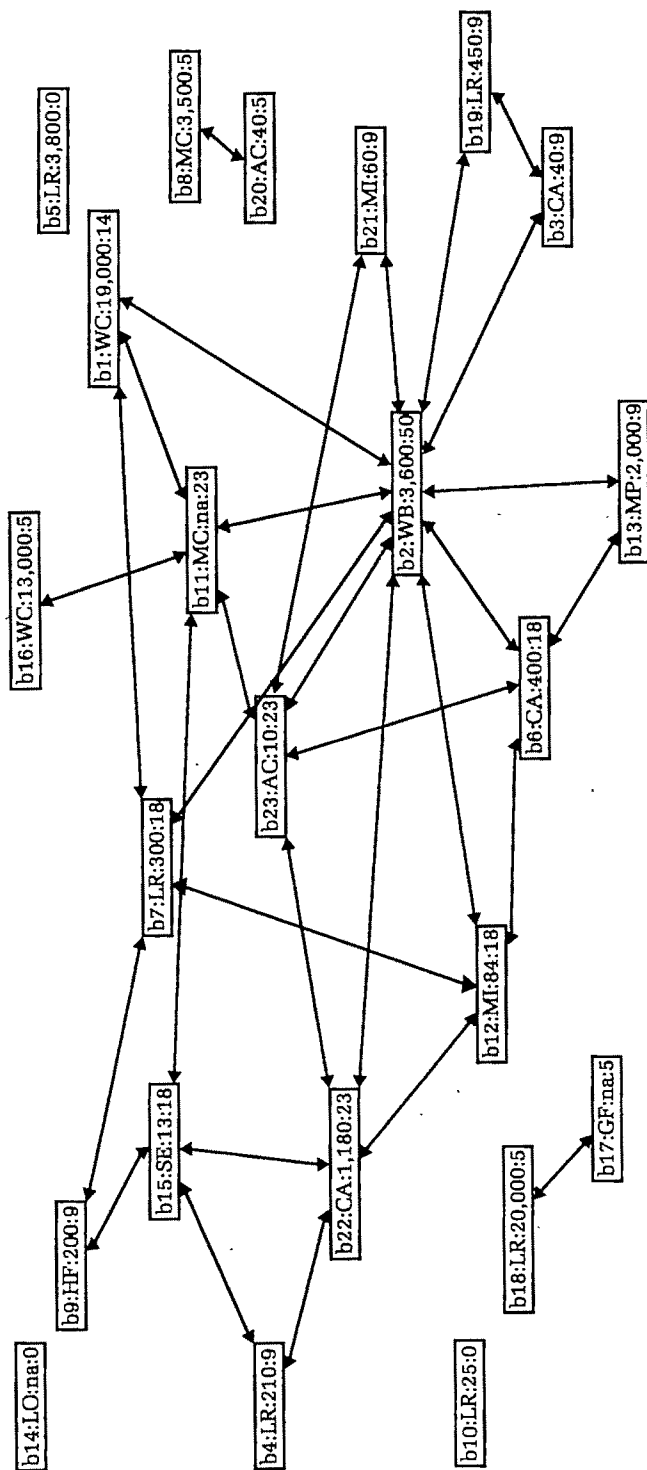 b14:LO:na:0
b9:HF:200:9
b16:WC:13,000:5
b5:LR:3,800:0
b1:WC:19,000:14
b7:LR:300:18
b15:SE:13:18
b11:MC:na:23
b8:MC:3,500:5
b20:AC:40:5
b4:LR:210:9
b23:AC:10:23
b22:CA:1,180:23
b21:MI:60:9
b2:WB:3,600:50
b19:LR:450:9
b10:LR:25:0
b12:MI:84:18
b18:LR:20,000:5
b6:CA:400:18
b3:CA:40:9
b17:GF:na:5
b13:MP:2,000:9